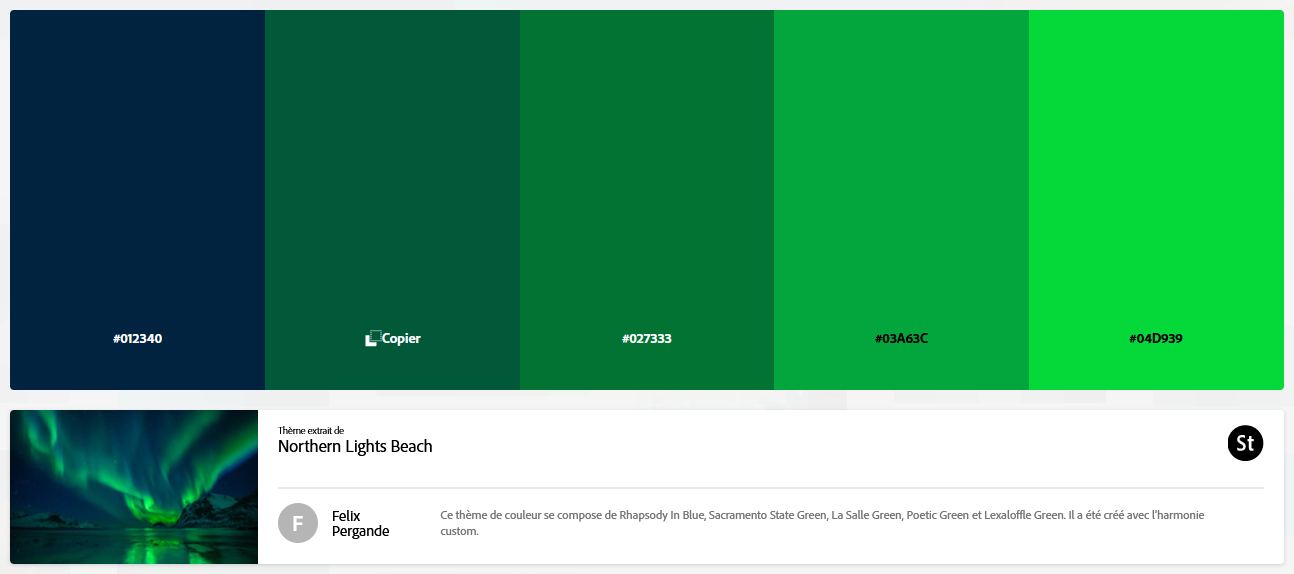 #012340
Copier
#027333
#03A63C
#04D939
Thème extrait de
Northern Lights Beach
St
F
Felix
Pergande
Ce thème de couleur se compose de Rhapsody In Blue, Sacramento State Green, La Salle Green, Poetic Green et Lexaloffle Green. Il a été créé avec l'harmonie
custom.